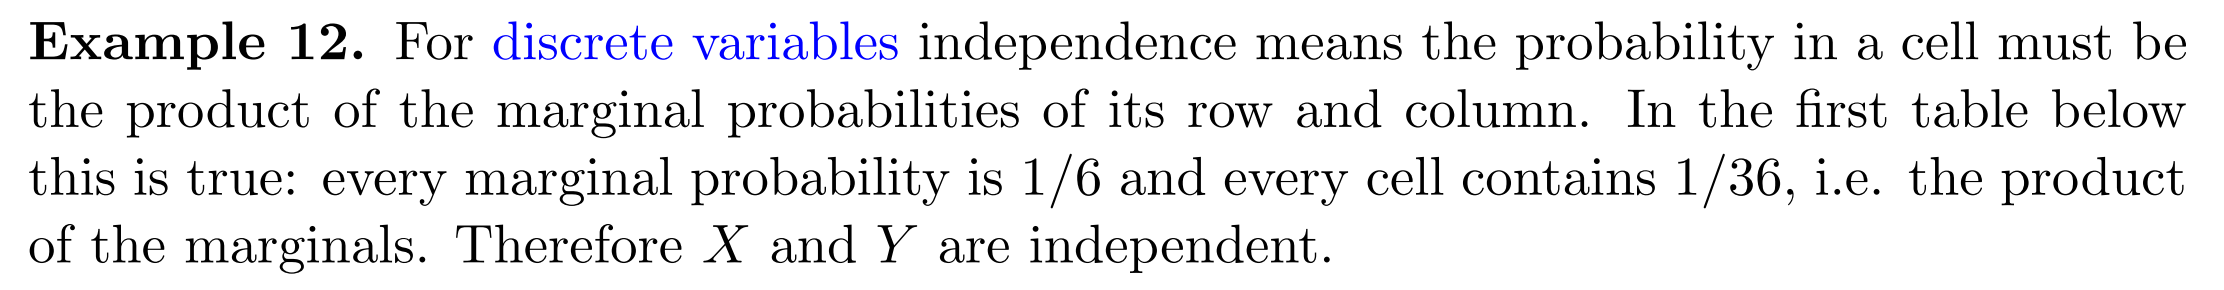 Example 12. For discrete variables independence means the probability in a cell must be
the product of the marginal probabilities of its row and column. In the first table below
this is true: every marginal probability is 1/6 and every cell contains 1/36, i.e. the product
of the marginals. Therefore X and Y are independent.